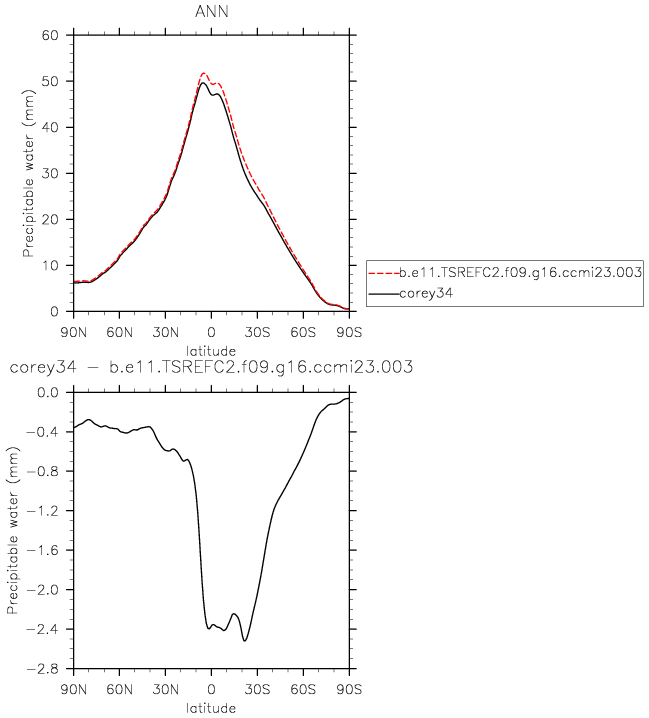 ANN
60
50
40
30
20
10
0
Precipitable water (mm)
90N 60N 30N 0 30S 60S 90S
latitude
b.e11.TSREFC2.f09.g16.ccmi23.003
corey34
corey34 - b.e11.TSREFC2.f09.g16.ccmi23.003
0.0
-0.4
-0.8
-1.2
-1.6
-2.0
-2.4
-2.8
Precipitable water (mm)
90N 60N 30N 0 30S 60S 90S
latitude